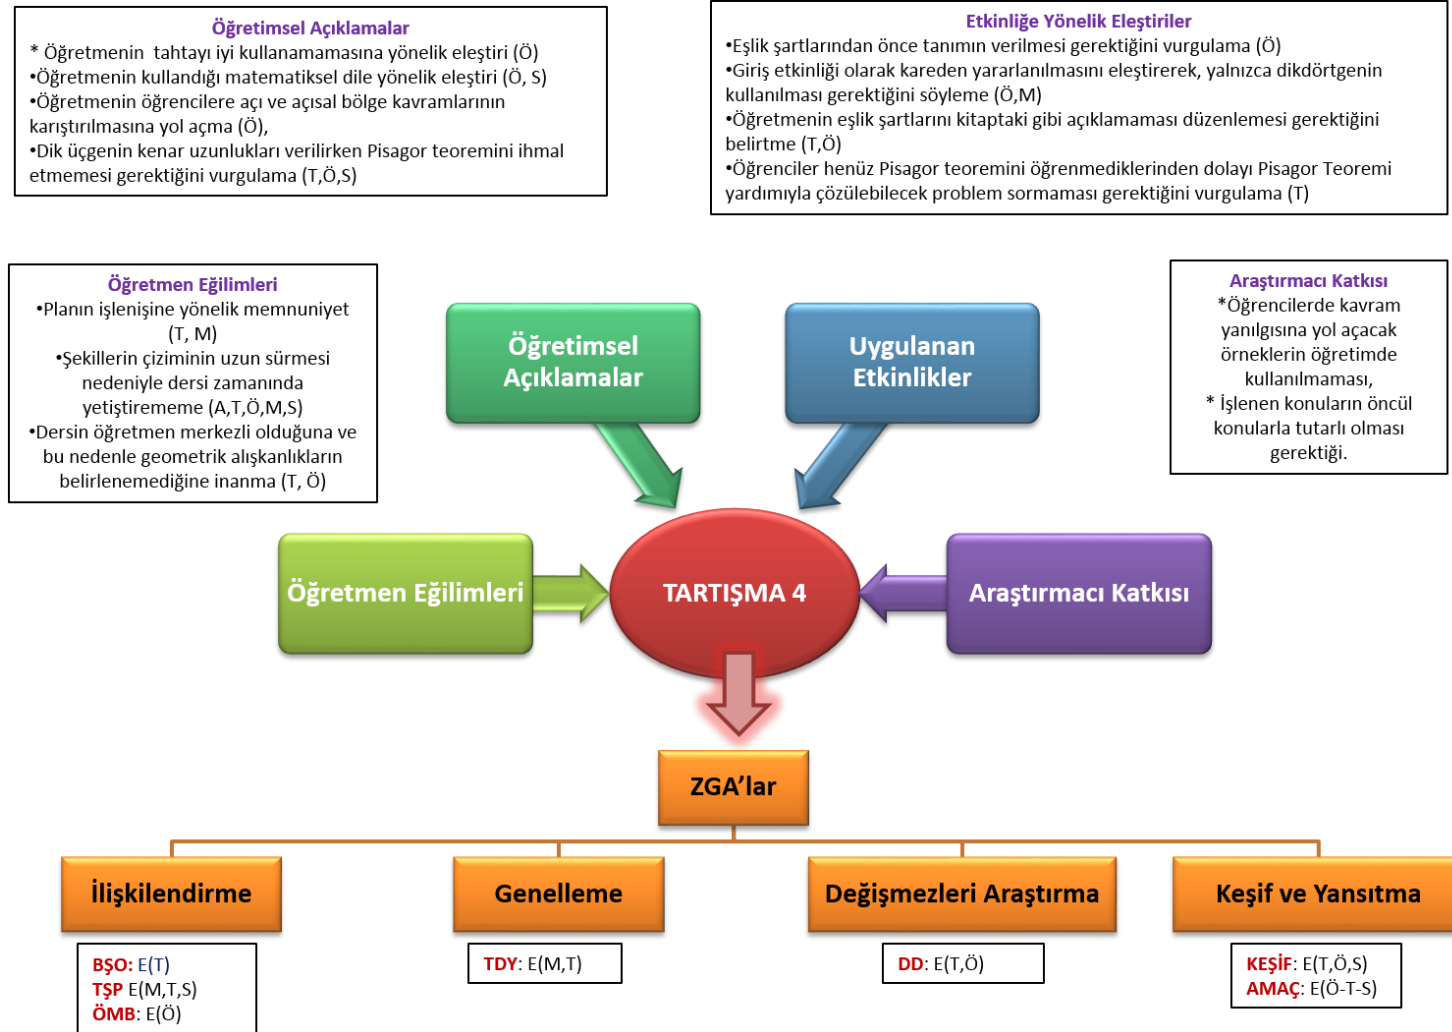 Öğretimsel Açıklamalar
* Öğretmenin tahtayı iyi kullanamamasına yönelik eleştiri (Ö)
•Öğretmenin kullandığı matematiksel dile yönelik eleştiri (Ö, S)
•Öğretmenin öğrencilere açı ve açısal bölge kavramlarının
karıştırılmasına yol açma (Ö),
•Dik üçgenin kenar uzunlukları verilirken Pisagor teoremini ihmal
etmemesi gerektiğini vurgulama (T,Ö,S)
Etkinliğe Yönelik Eleştiriler
•Eşlik şartlarından önce tanımın verilmesi gerektiğini vurgulama (Ö)
•Giriş etkinliği olarak kareden yararlanılmasını eleştirerek, yalnızca dikdörtgenin
kullanılması gerektiğini söyleme (Ö,M)
•Öğretmenin eşlik şartlarını kitaptaki gibi açıklamaması düzenlemesi gerektiğini
belirtme (T,Ö)
•Öğrenciler henüz Pisagor teoremini öğrenmediklerinden dolayı Pisagor Teoremi
yardımıyla çözülebilecek problem sormaması gerektiğini vurgulama (T)
Öğretmen Eğilimleri
•Planın işlenişine yönelik memnuniyet
(T, M)
•Şekillerin çiziminin uzun sürmesi
nedeniyle dersi zamanında
yetiştirememe (A,T,Ö,M,S)
•Dersin öğretmen merkezli olduğuna ve
bu nedenle geometrik alışkanlıkların
belirlenemediğine inanma (T, Ö)
Araştırmacı Katkısı
*Öğrencilerde kavram
yanılgısına yol açacak
örneklerin öğretimde
kullanılmaması,
* İşlenen konuların öncül
konularla tutarlı olması
gerektiği.
Öğretimsel
Açıklamalar
Uygulanan
Etkinlikler
Öğretmen Eğilimleri
TARTIŞMA 4
Araştırmacı Katkısı
ZGA'lar
İlişkilendirme
Genelleme
Değişmezleri Araştırma
Keşif ve Yansıtma
BŞO: E(T)
TŞP E(M,T,S)
ÖMB: E(Ö)
TDY: E(M,T)
DD: E(T,Ö)
KEŞİF: E(T,Ö,S)
AMAÇ: E(Ö-T-S)